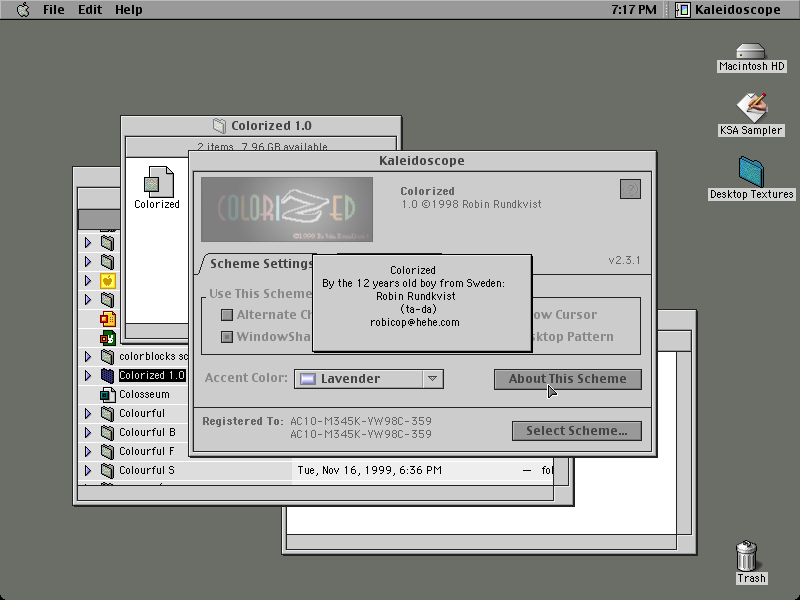 File Edit Help
7:17 PM
Kaleidoscope
Macintosh HD
KSA Sampler
Desktop Textures
Colorized 1.0
2 items, 7.96 GB available
Colorized
Kaleidoscope
COLORIZED
Colorized
1.0 ©1998 Robin Rundkvist
?
v2.3.1
Scheme Settings
Use This Scheme
Alternate Ch
ow Cursor
WindowSha
sktop Pattern
Colorized
By the 12 years old boy from Sweden:
Robin Rundkvist
(ta-da)
robicop@hehe.com
Accent Color:
Lavender
About This Scheme
Registered To: AC10-M345K-YW98C-359
AC10-M345K-YW98C-359
Select Scheme...
colorblocks sc
Colorized 1.0
Colosseum
Colourful
Colourful B
Colourful F
Colourful S
Tue, Nov 16, 1999, 6:36 PM
—
fol
Trash